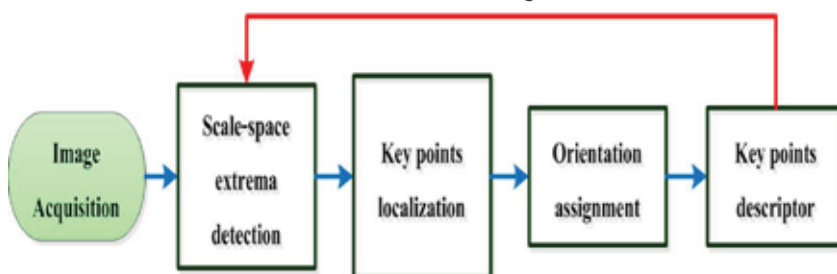 Image
Acquisition
Scale-space
extrema
detection
Key points
localization
Orientation
assignment
Key points
descriptor